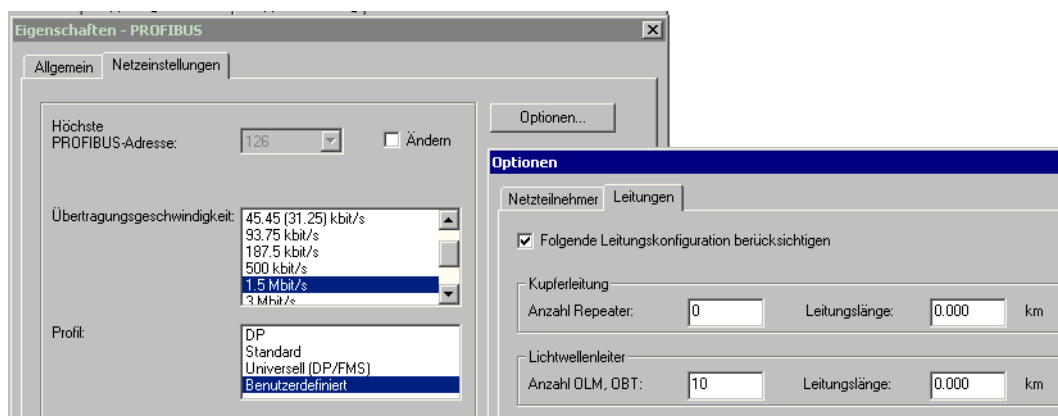 Eigenschaften - PROFIBUS
Allgemein
Netzeinstellungen
Höchste
PROFIBUS-Adresse:
126
Ändern
Optionen...
Übertragungsgeschwindigkeit:
45.45 (31.25) kbit/s
93.75 kbit/s
187.5 kbit/s
500 kbit/s
1.5 Mbit/s
3 Mbit/s
Profil:
DP
Standard
Universell (DP/FMS)
Benutzerdefiniert
Optionen
Netzteilnehmer
Leitungen
Folgende Leitungskonfiguration berücksichtigen
Kupferleitung
Anzahl Repeater: 0 Leitungslänge: 0.000 km
Lichtwellenleiter
Anzahl OLM, OBT: 10 Leitungslänge: 0.000 km